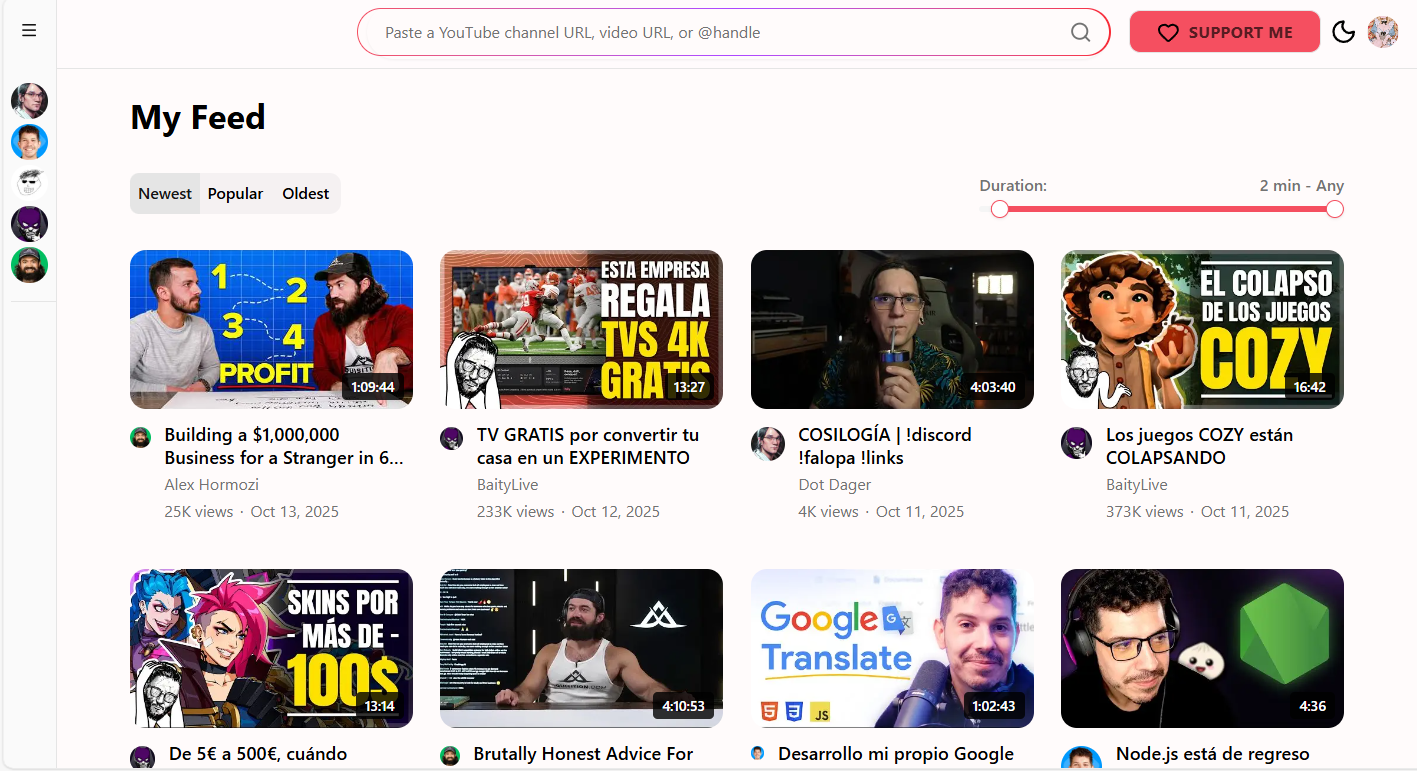 Paste a YouTube channel URL, video URL, or @handle
SUPPORT ME
My Feed
Newest
Popular
Oldest
Duration:
2 min - Any
1
2
3
4
PROFIT
1:09:44
ESTA EMPRESA
REGALA
TVS 4K
GRATIS
13:27
4:03:40
EL COLAPSO
DE LOS JUEGOS
COZY
16:42
Building a $1,000,000
Business for a Stranger in 6...
Alex Hormozi
25K views · Oct 13, 2025
TV GRATIS por convertir tu
casa en un EXPERIMENTO
BaityLive
233K views · Oct 12, 2025
COSILOGÍA | !discord
!falopa !links
Dot Dager
4K views · Oct 11, 2025
Los juegos COZY están
COLAPSANDO
BaityLive
373K views · Oct 11, 2025
SKINS POR
- MÁS DE -
100$
13:14
4:10:53
Google
G
Translate
JS
1:02:43
4:36
De 5€ a 500€, cuándo
Brutally Honest Advice For
Desarrollo mi propio Google
Node.js está de regreso